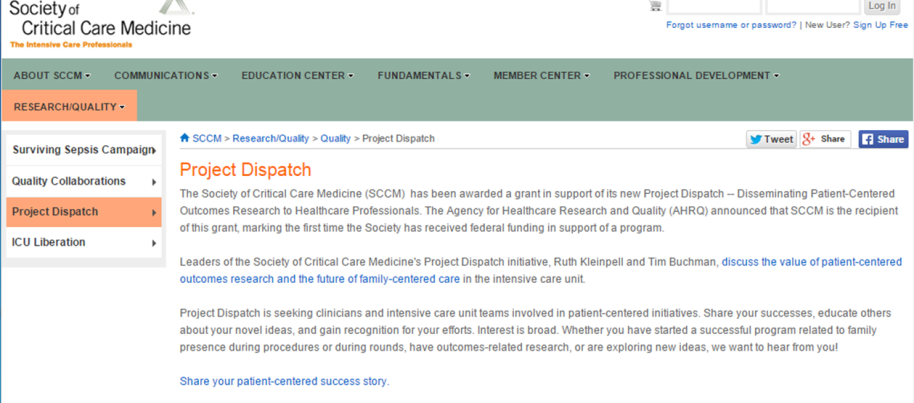 Society of
Critical Care Medicine
The Intensive Care Professionals
Log In
Forgot username or password? | New User? Sign Up Free
ABOUT SCCM COMMUNICATIONS EDUCATION CENTER FUNDAMENTALS MEMBER CENTER PROFESSIONAL DEVELOPMENT
RESEARCH/QUALITY
Surviving Sepsis Campaign
Quality Collaborations
Project Dispatch
ICU Liberation
SCCM > Research/Quality > Quality > Project Dispatch
Tweet
Share
Share
Project Dispatch
The Society of Critical Care Medicine (SCCM) has been awarded a grant in support of its new Project Dispatch -- Disseminating Patient-Centered
Outcomes Research to Healthcare Professionals. The Agency for Healthcare Research and Quality (AHRQ) announced that SCCM is the recipient
of this grant, marking the first time the Society has received federal funding in support of a program.
Leaders of the Society of Critical Care Medicine's Project Dispatch initiative, Ruth Kleinpell and Tim Buchman, discuss the value of patient-centered
outcomes research and the future of family-centered care in the intensive care unit.
Project Dispatch is seeking clinicians and intensive care unit teams involved in patient-centered initiatives. Share your successes, educate others
about your novel ideas, and gain recognition for your efforts. Interest is broad. Whether you have started a successful program related to family
presence during procedures or during rounds, have outcomes-related research, or are exploring new ideas, we want to hear from you!
Share your patient-centered success story.